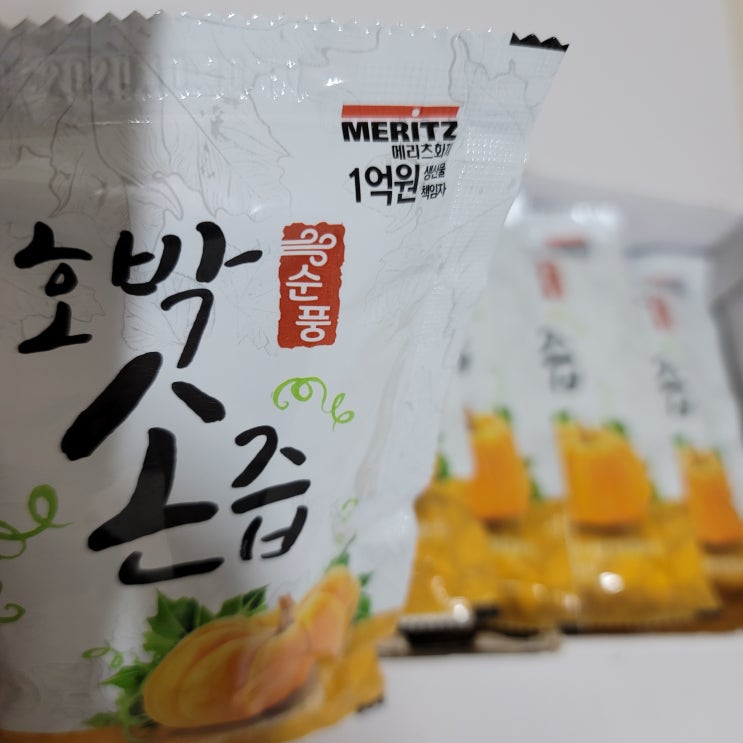 2020
MERITZ
메리츠화재
1억원 생산물
책임자
순풍
호박
손즙